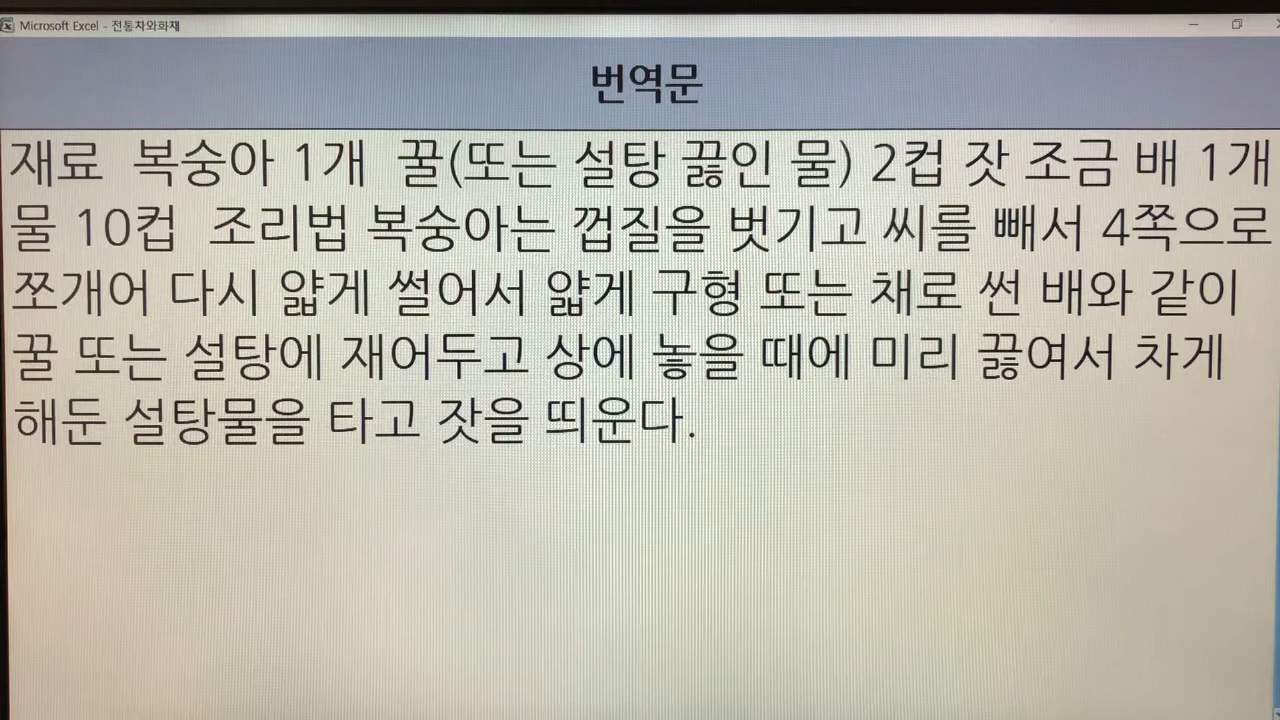 Microsoft Excel - 전통차와화채
번역문
재료 복숭아 1개 꿀(또는 설탕 끓인 물) 2컵 잣 조금 배 1개
물 10컵 조리법 복숭아는 껍질을 벗기고 씨를 빼서 4쪽으로
쪼개어 다시 얇게 썰어서 얇게 구형 또는 채로 썬 배와 같이
꿀 또는 설탕에 재어두고 상에 놓을 때에 미리 끓여서 차게
해둔 설탕물을 타고 잣을 띄운다.